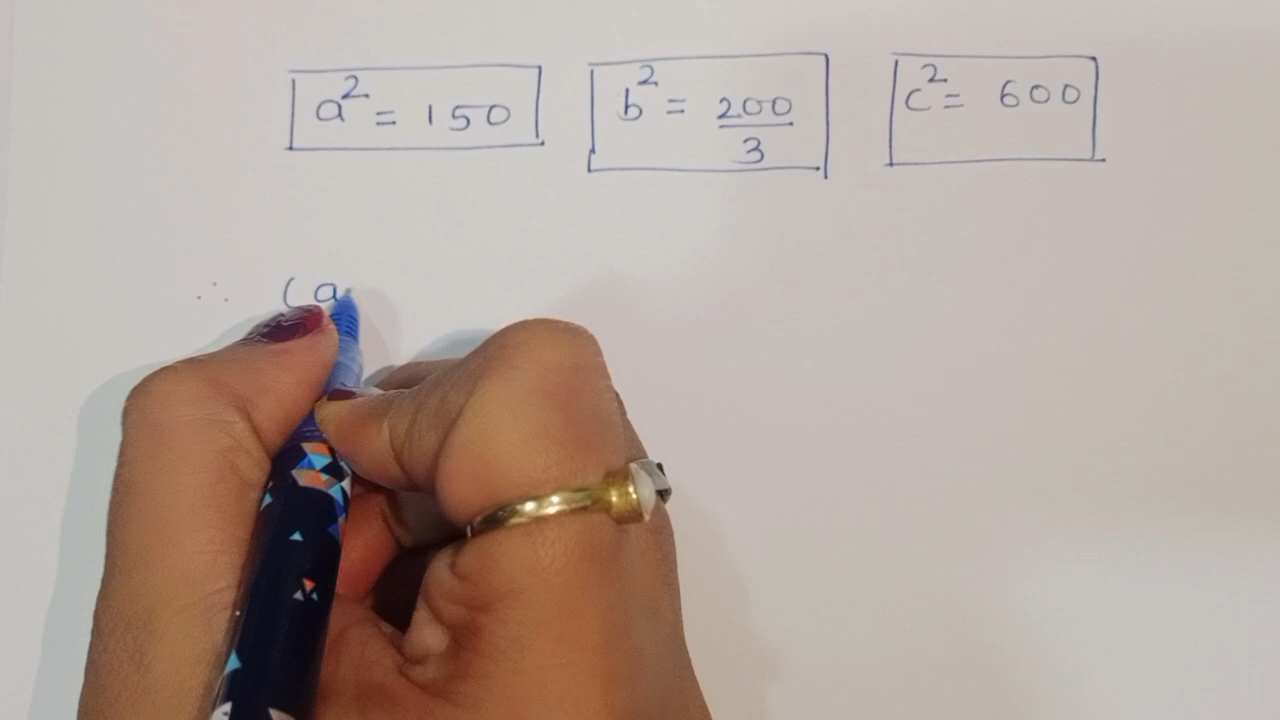 a² = 150 b² = 200/3 c² = 600
∴ (a